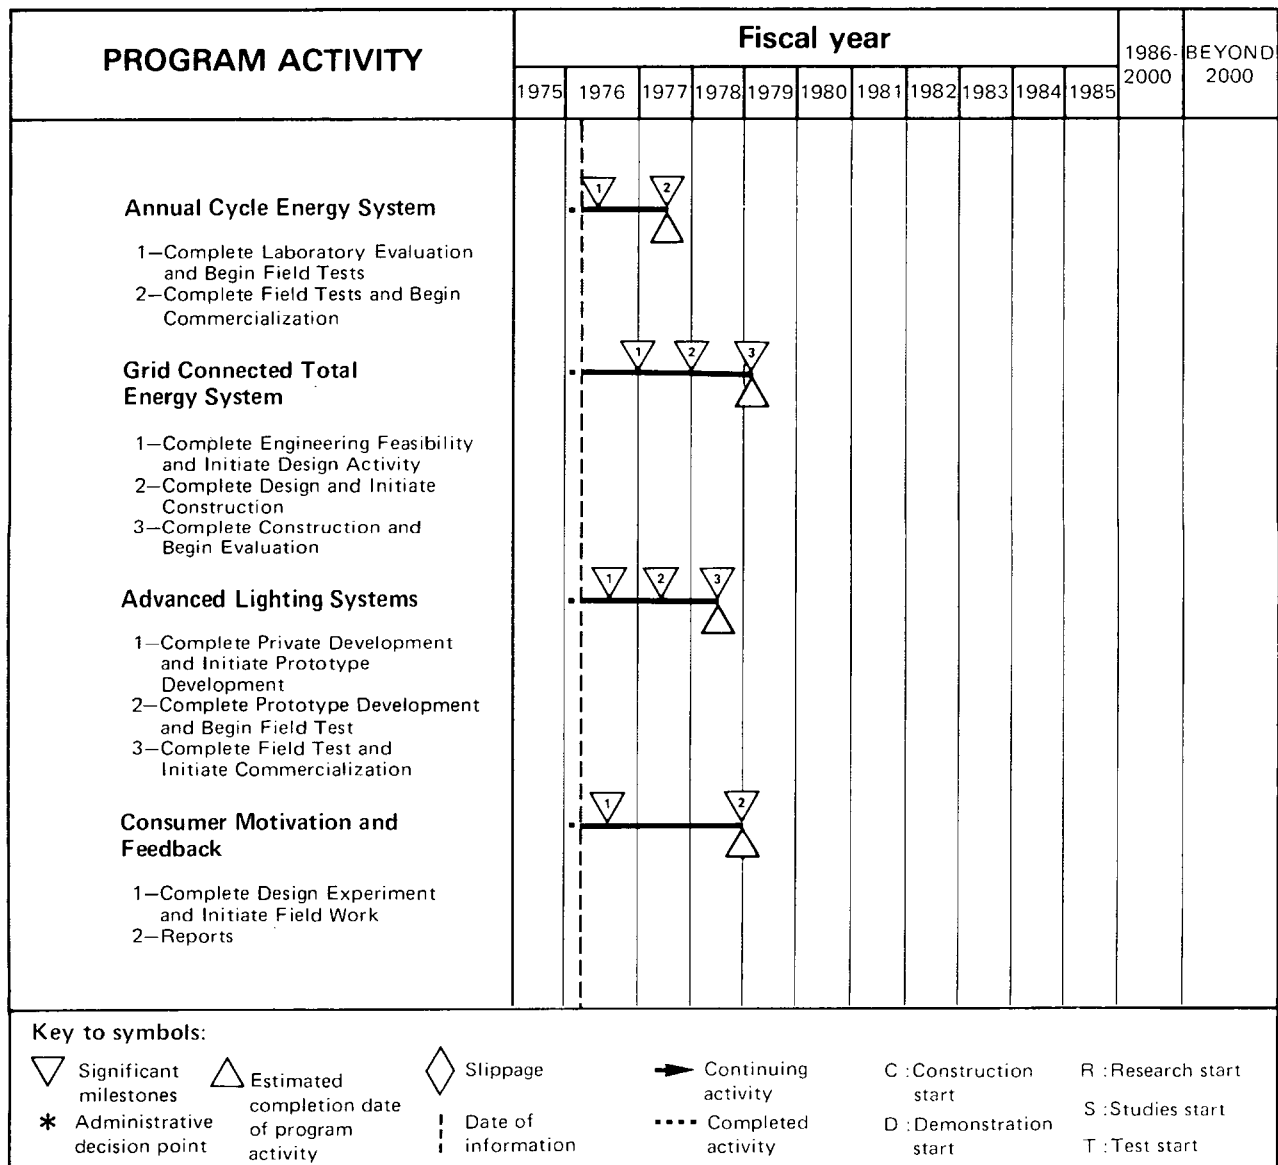 PROGRAM ACTIVITY
Fiscal year
1975 1976 1977 1978 1979 1980 1981 1982 1983 1984 1985
1986-
2000
BEYOND
2000
1 2
Annual Cycle Energy System
1—Complete Laboratory Evaluation
and Begin Field Tests
2—Complete Field Tests and Begin
Commercialization
1 2 3
Grid Connected Total
Energy System
1—Complete Engineering Feasibility
and Initiate Design Activity
2—Complete Design and Initiate
Construction
3—Complete Construction and
Begin Evaluation
1 2 3
Advanced Lighting Systems
1—Complete Private Development
and Initiate Prototype
Development
2—Complete Prototype Development
and Begin Field Test
3—Complete Field Test and
Initiate Commercialization
1 2
Consumer Motivation and
Feedback
1—Complete Design Experiment
and Initiate Field Work
2—Reports
Key to symbols:
Significant
milestones
* Administrative
decision point
Estimated
completion date
of program
activity
Slippage
Date of
information
Continuing
activity
Completed
activity
C :Construction
start
D :Demonstration
start
R :Research start
S :Studies start
T :Test start